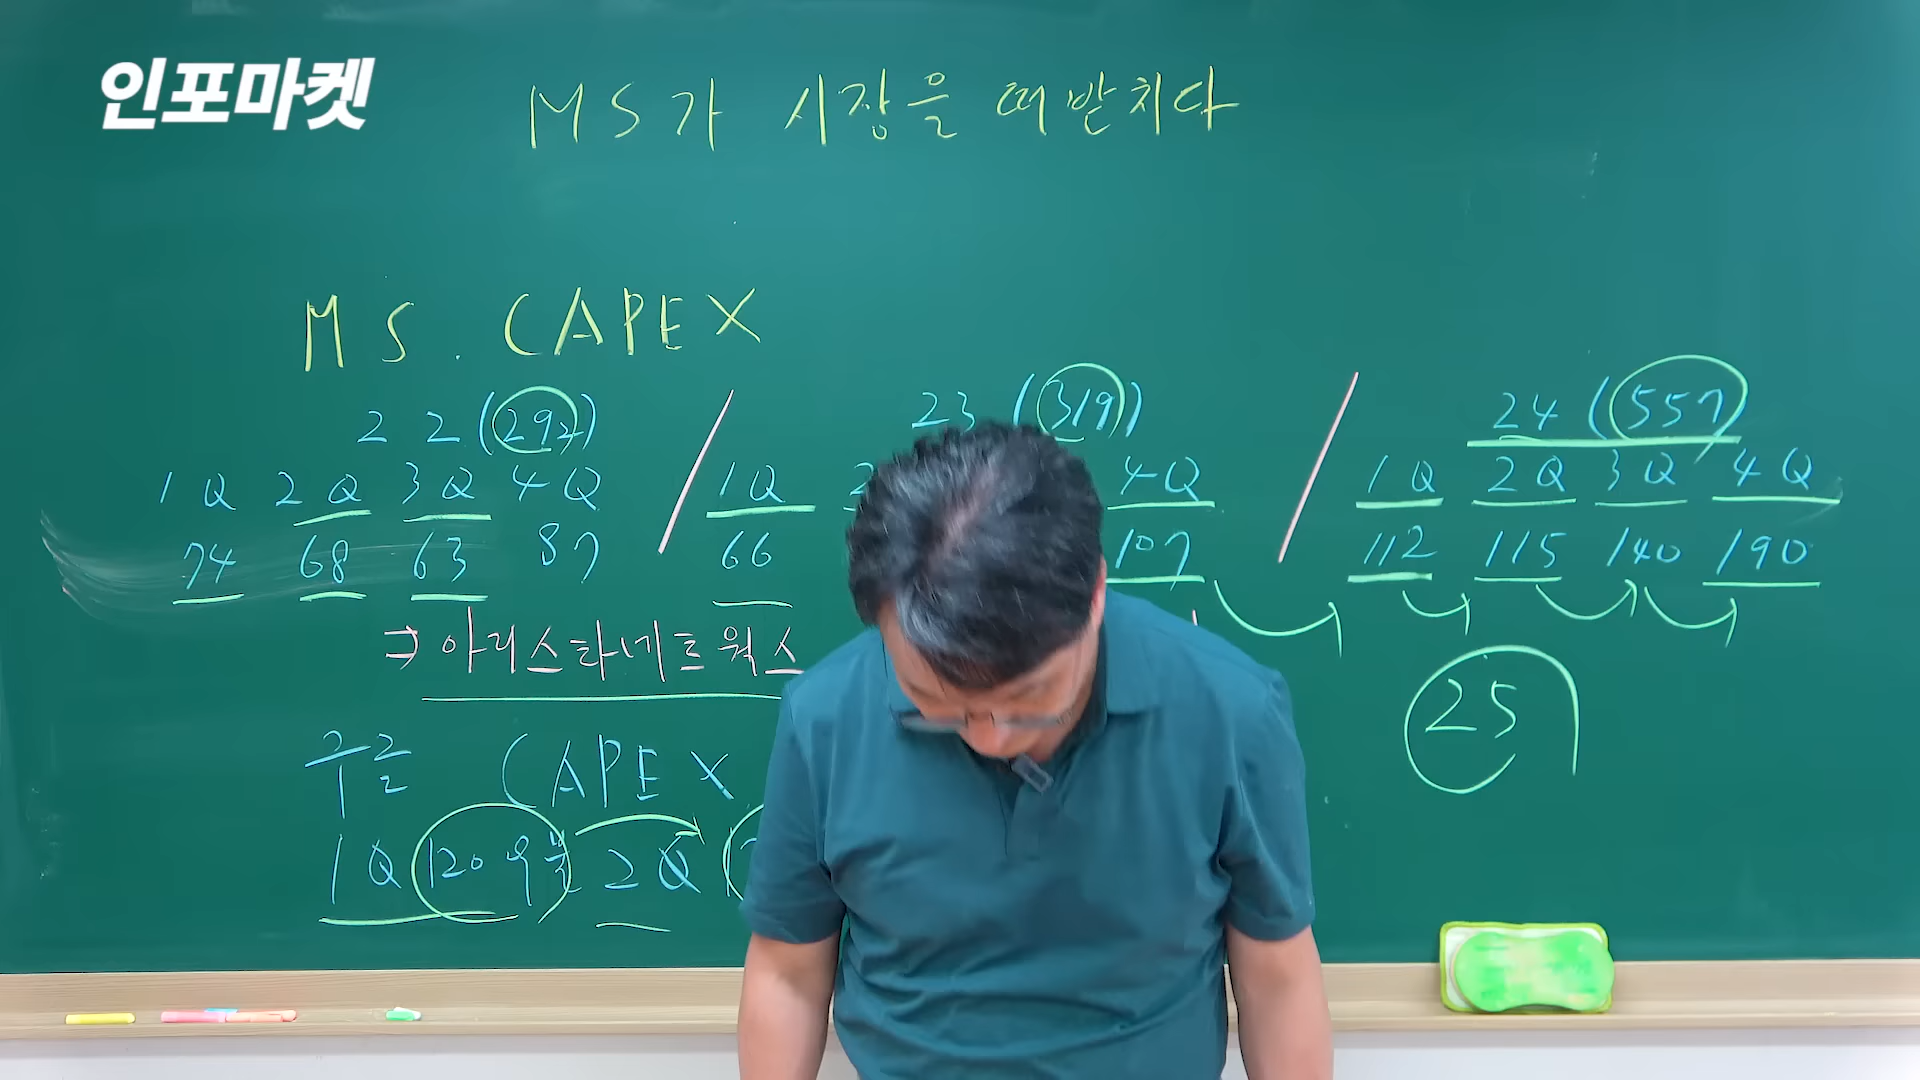 인포마켓
MS가 시장을 떠받치다
MS. CAPEX
22 (292) / 23 (319) / 24 (557)
1Q 2Q 3Q 4Q 1Q 2 4Q 1Q 2Q 3Q 4Q
74 68 63 87 66 107 112 115 140 190
⇒ 아리스타네트웍스
25
구글 CAPEX
1Q 120억불 2Q